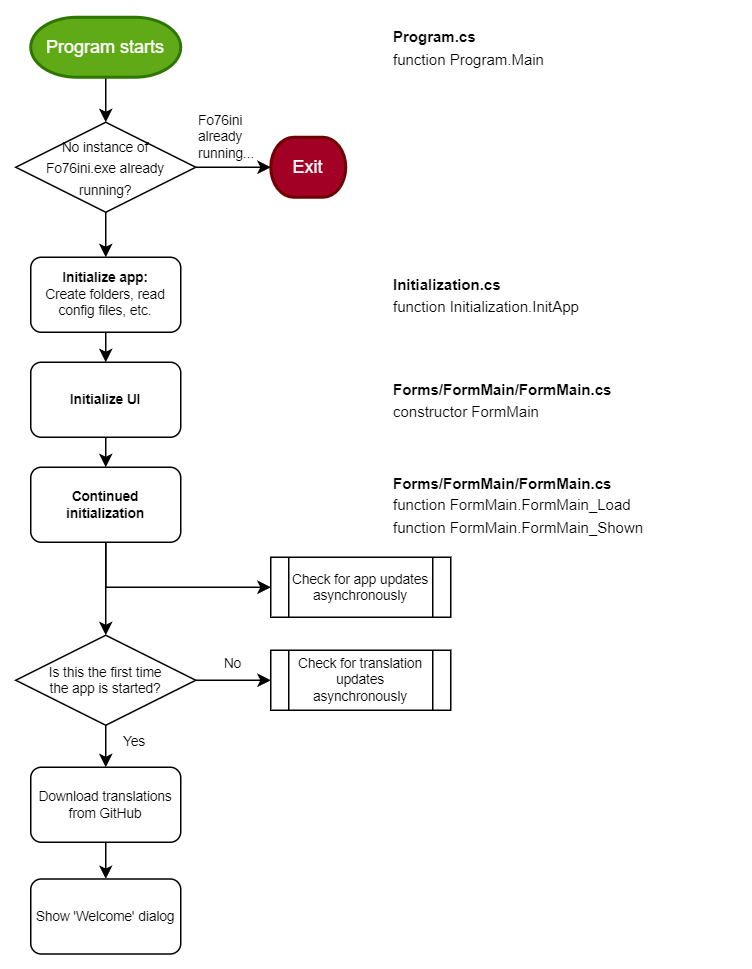 Program starts
Program.cs
function Program.Main
No instance of
Fo76ini.exe already
running?
Fo76ini
already
running...
Exit
Initialize app:
Create folders, read
config files, etc.
Initialization.cs
function Initialization.InitApp
Initialize UI
Forms/FormMain/FormMain.cs
constructor FormMain
Continued
initialization
Forms/FormMain/FormMain.cs
function FormMain.FormMain_Load
function FormMain.FormMain_Shown
Check for app updates
asynchronously
Is this the first time
the app is started?
No
Check for translation
updates
asynchronously
Yes
Download translations
from GitHub
Show 'Welcome' dialog